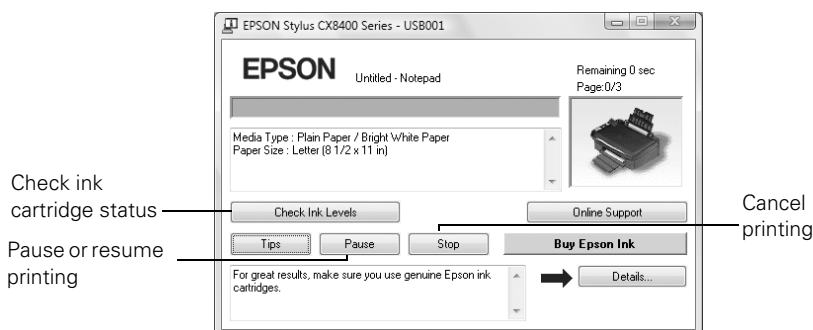 EPSON Stylus CX8400 Series - USB001
EPSON
Untitled - Notepad
Remaining 0 sec
Page:0/3
Media Type : Plain Paper / Bright White Paper
Paper Size : Letter (8 1/2 x 11 in)
Check ink
cartridge status
Check Ink Levels
Online Support
Cancel
printing
Pause or resume
printing
Tips
Pause
Stop
Buy Epson Ink
For great results, make sure you use genuine Epson ink
cartridges.
Details...